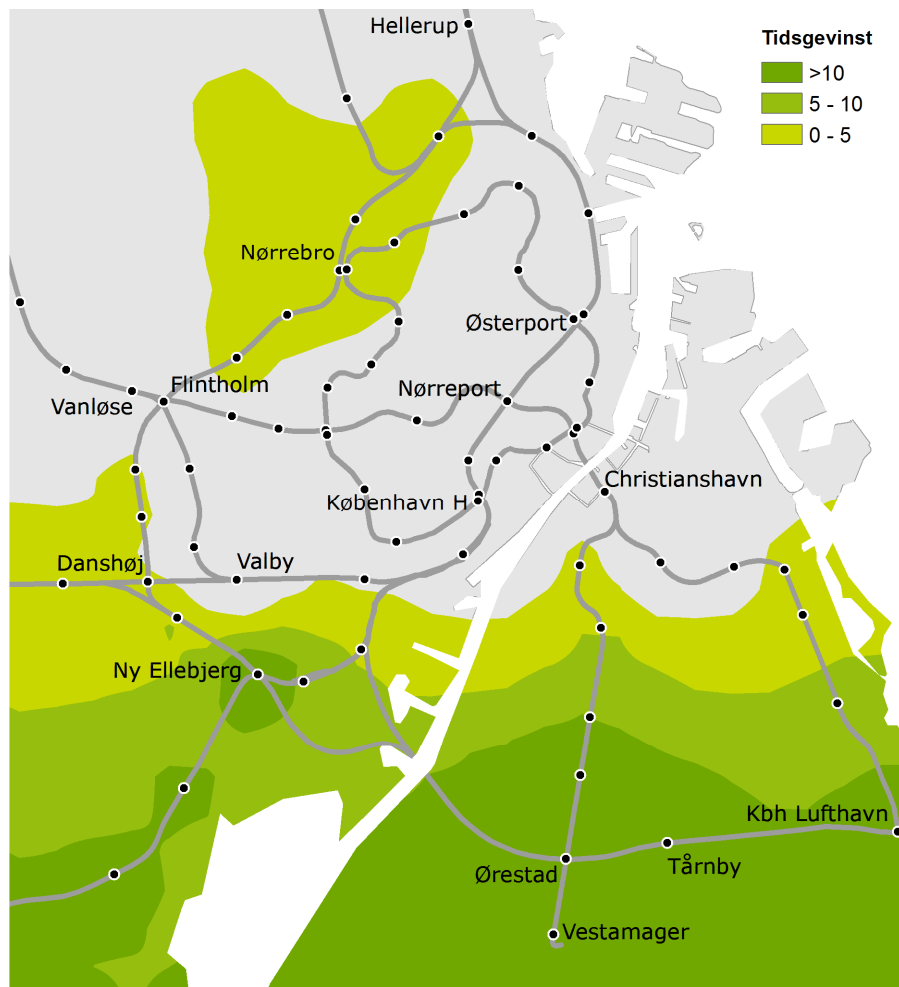 Hellerup
Tidsgevinst
>10
5 - 10
0 - 5
Nørrebro
Østerport
Flintholm
Nørreport
Vanløse
Christianshavn
København H
Danshøj
Valby
Ny Ellebjerg
Kbh Lufthavn
Ørestad
Tårnby
Vestamager